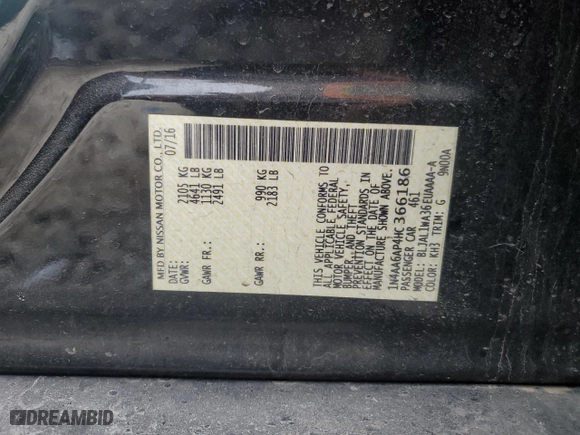 MFD BY NISSAN MOTOR CO., LTD.
DATE: 07/16
GVWR: 2105 KG
4641 LB
GAWR FR: 1130 KG
2491 LB
GAWR RR: 990 KG
2183 LB
THIS VEHICLE CONFORMS TO
ALL APPLICABLE FEDERAL
MOTOR VEHICLE SAFETY,
BUMPER, AND THEFT
PREVENTION STANDARDS IN
EFFECT ON THE DATE OF
MANUFACTURE SHOWN ABOVE.
1N4AA6AP4HC366186
PASSENGER CAR 461
MODEL: BLJALLWA36EUAAAA-A
COLOR: KH3 TRIM: G 9N00A
DREAMBID